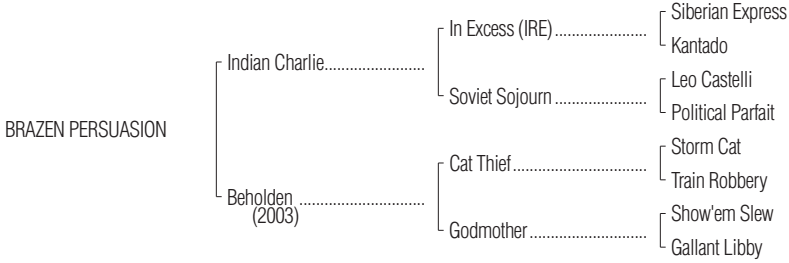 Siberian Express
In Excess (IRE)......................
Kantado
Indian Charlie........................
Leo Castelli
Soviet Sojourn ......................
Political Parfait
BRAZEN PERSUASION
Storm Cat
Cat Thief................................
Train Robbery
Beholden ..............................
(2003)
Show'em Slew
Godmother............................
Gallant Libby